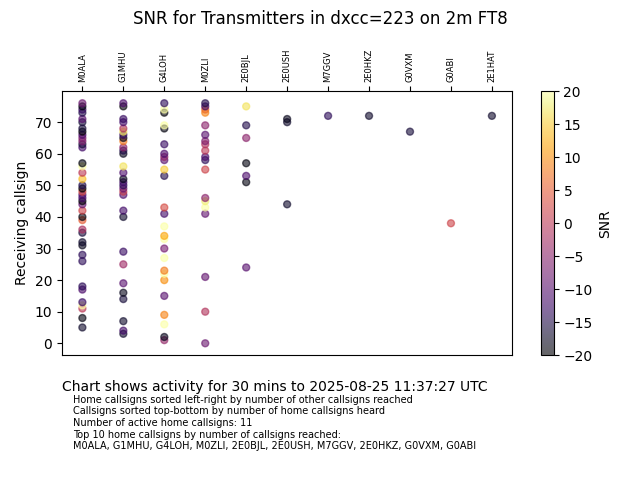 SNR for Transmitters in dxcc=223 on 2m FT8
M0ALA G1MHU G4LOH M0ZLI 2E0BJL 2E0USH M7GGV 2E0HKZ G0VXM G0ABI 2E1HAT
70
60
50
40
30
20
10
0
Receiving callsign
20
15
10
5
0
−5
−10
−15
−20
SNR
Chart shows activity for 30 mins to 2025-08-25 11:37:27 UTC
Home callsigns sorted left-right by number of other callsigns reached
Callsigns sorted top-bottom by number of home callsigns heard
Number of active home callsigns: 11
Top 10 home callsigns by number of callsigns reached:
M0ALA, G1MHU, G4LOH, M0ZLI, 2E0BJL, 2E0USH, M7GGV, 2E0HKZ, G0VXM, G0ABI